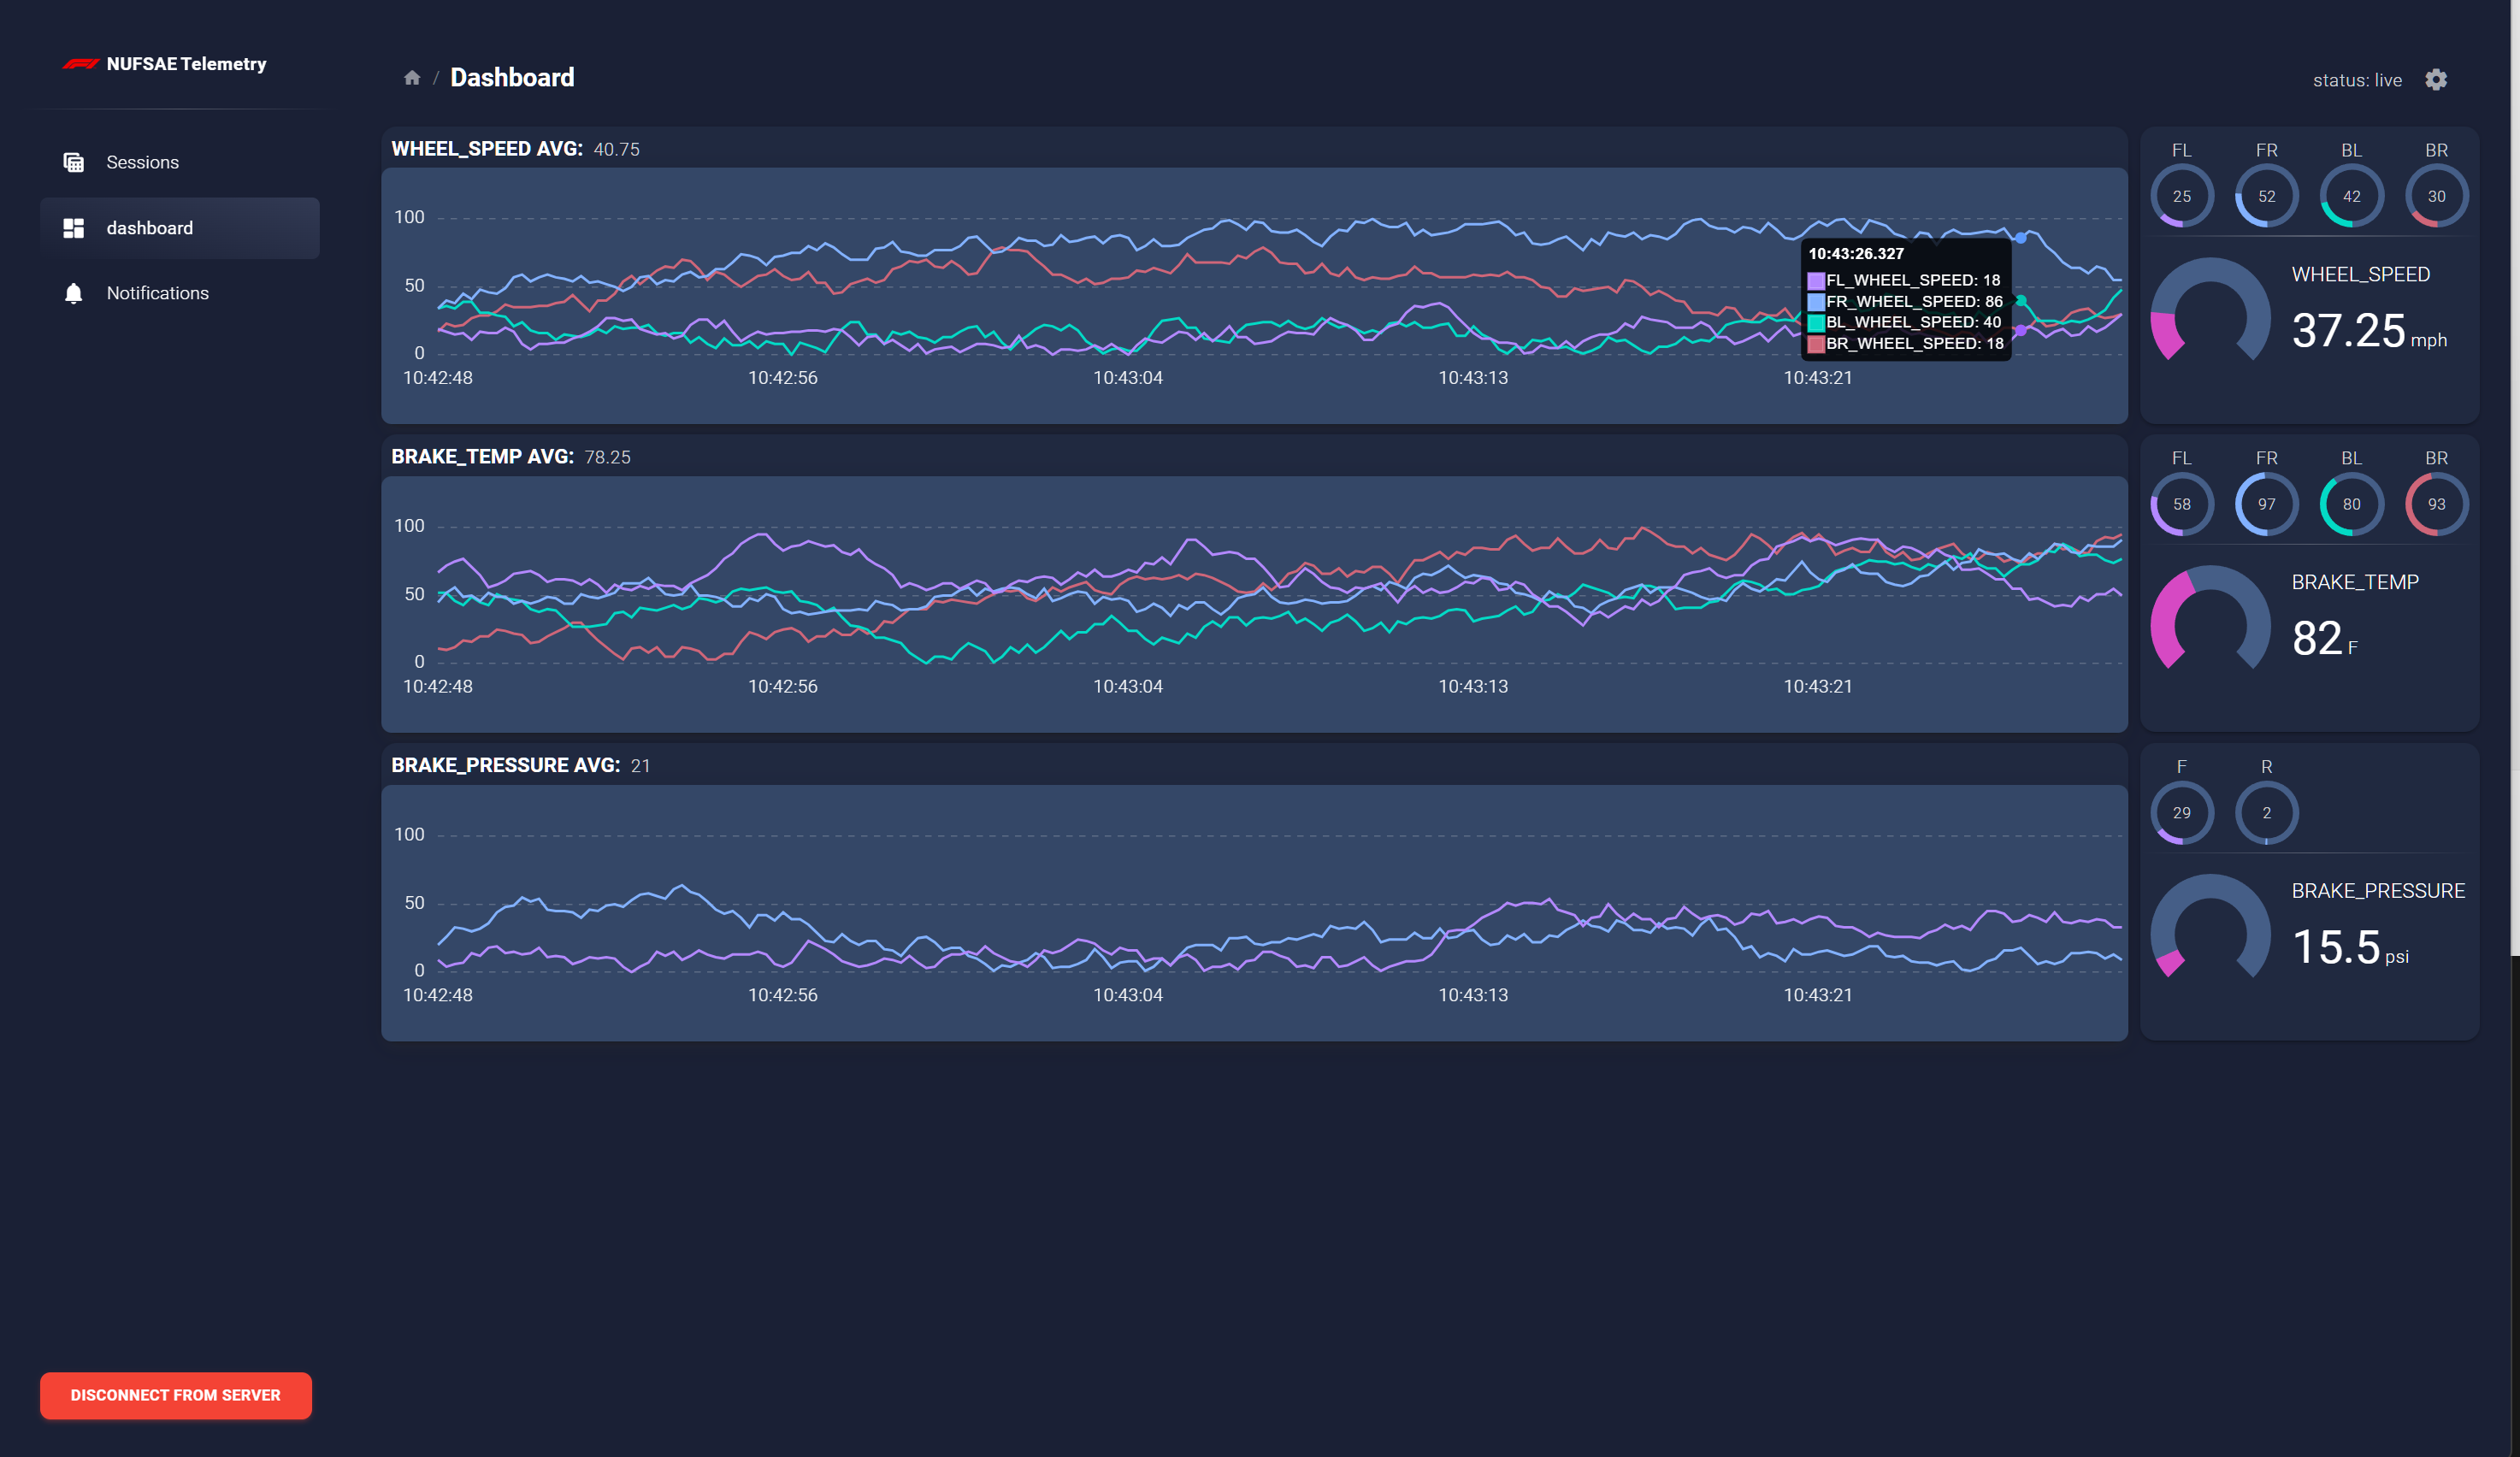 NUFSAE Telemetry
Sessions
dashboard
Notifications
DISCONNECT FROM SERVER
/ Dashboard
status: live
WHEEL_SPEED AVG: 40.75
100
50
0
10:42:48 10:42:56 10:43:04 10:43:13 10:43:21
10:43:26.327
FL_WHEEL_SPEED: 18
FR_WHEEL_SPEED: 86
BL_WHEEL_SPEED: 40
BR_WHEEL_SPEED: 18
FL FR BL BR
25 52 42 30
WHEEL_SPEED
37.25 mph
BRAKE_TEMP AVG: 78.25
100
50
0
10:42:48 10:42:56 10:43:04 10:43:13 10:43:21
FL FR BL BR
58 97 80 93
BRAKE_TEMP
82 F
BRAKE_PRESSURE AVG: 21
100
50
0
10:42:48 10:42:56 10:43:04 10:43:13 10:43:21
F R
29 2
BRAKE_PRESSURE
15.5 psi